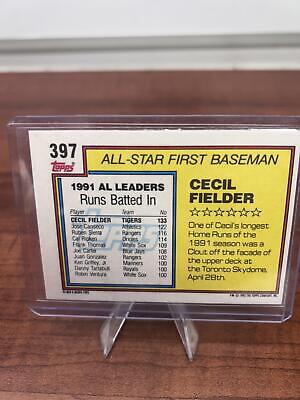 397
Topps
ALL-STAR FIRST BASEMAN
1991 AL LEADERS
Runs Batted In
Player Team No
CECIL FIELDER TIGERS 133
Jose Canseco Athletics 122
Ruben Sierra Rangers 116
Cal Ripken Orioles 114
Frank Thomas White Sox 109
Joe Carter Blue Jays 108
Juan Gonzalez Rangers 102
Ken Griffey, Jr Mariners 100
Danny Tartabull Royals 100
Robin Ventura White Sox 100
CECIL
FIELDER
One of Cecil's longest
Home Runs of the
1991 season was a
Clout off the facade of
the upper deck at
the Toronto Skydome,
April 28th.